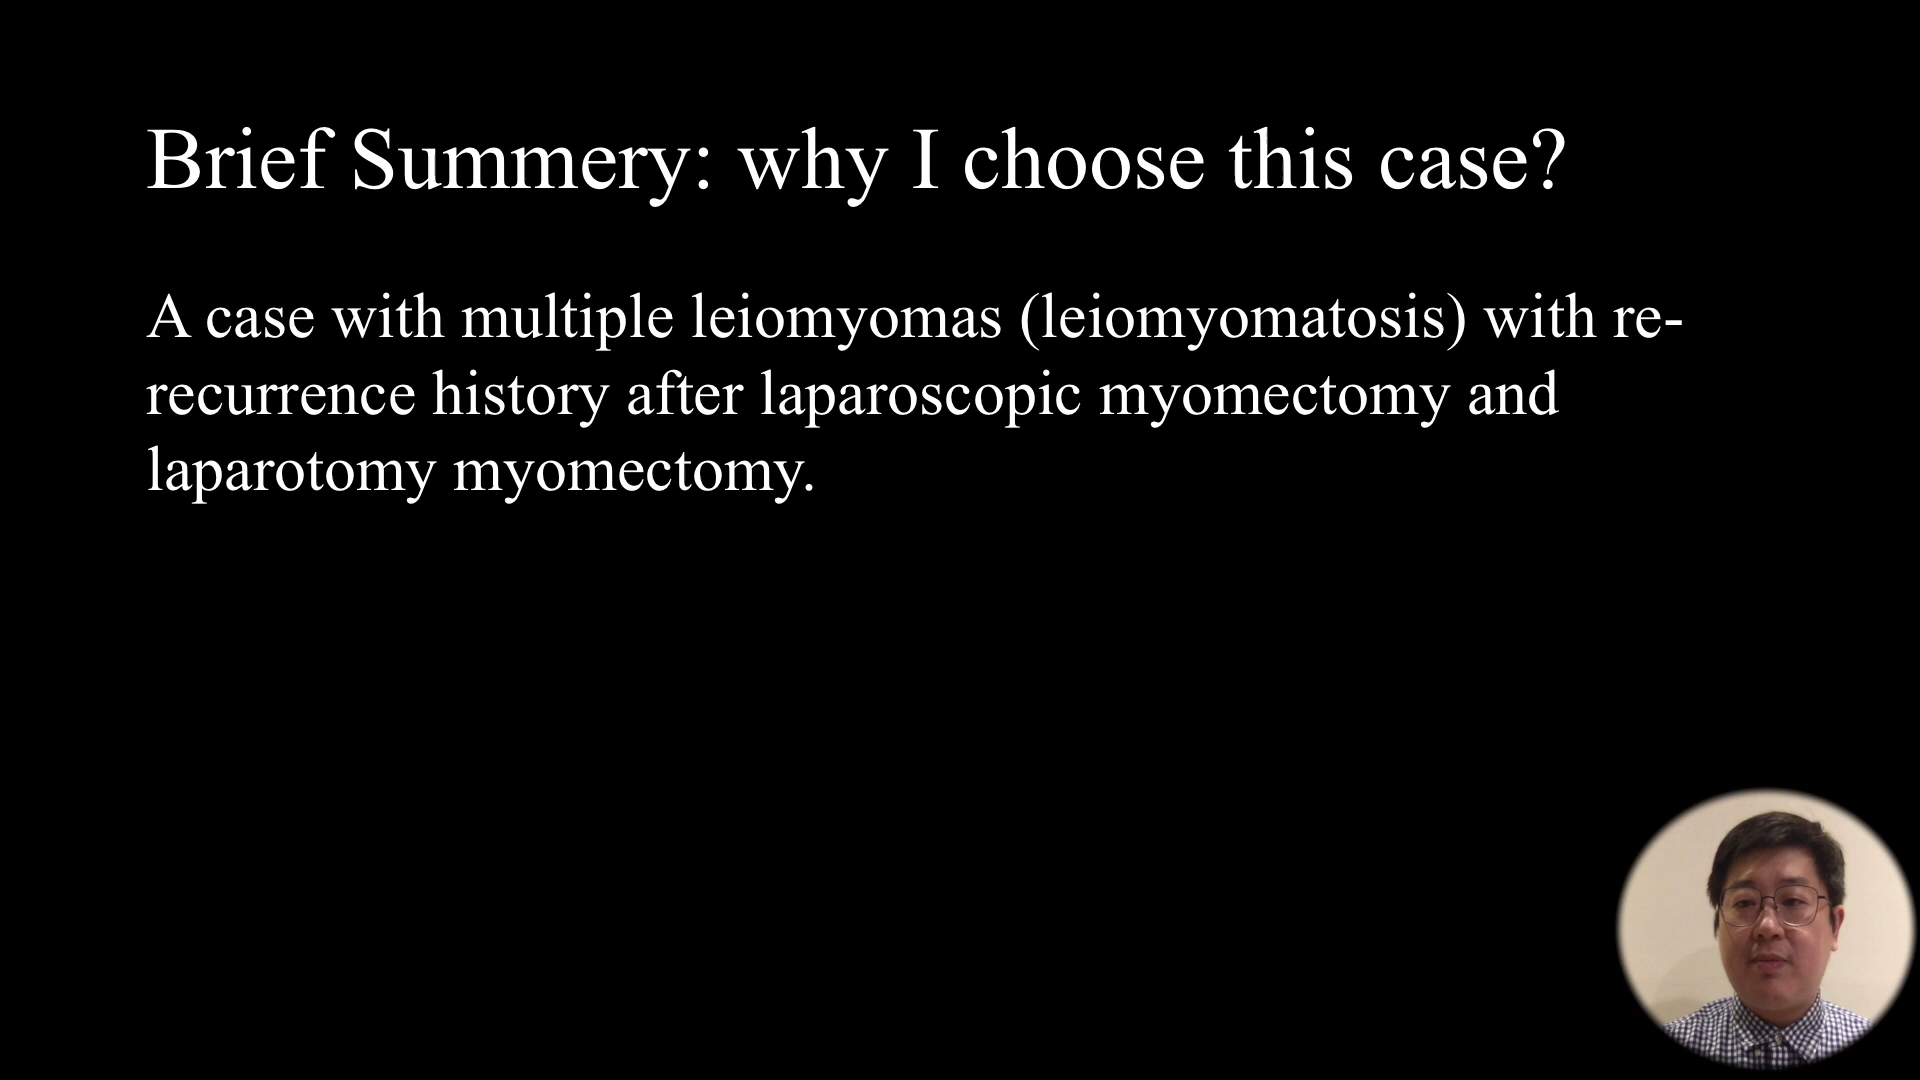 Brief Summery: why I choose this case?
A case with multiple leiomyomas (leiomyomatosis) with re-
recurrence history after laparoscopic myomectomy and
laparotomy myomectomy.